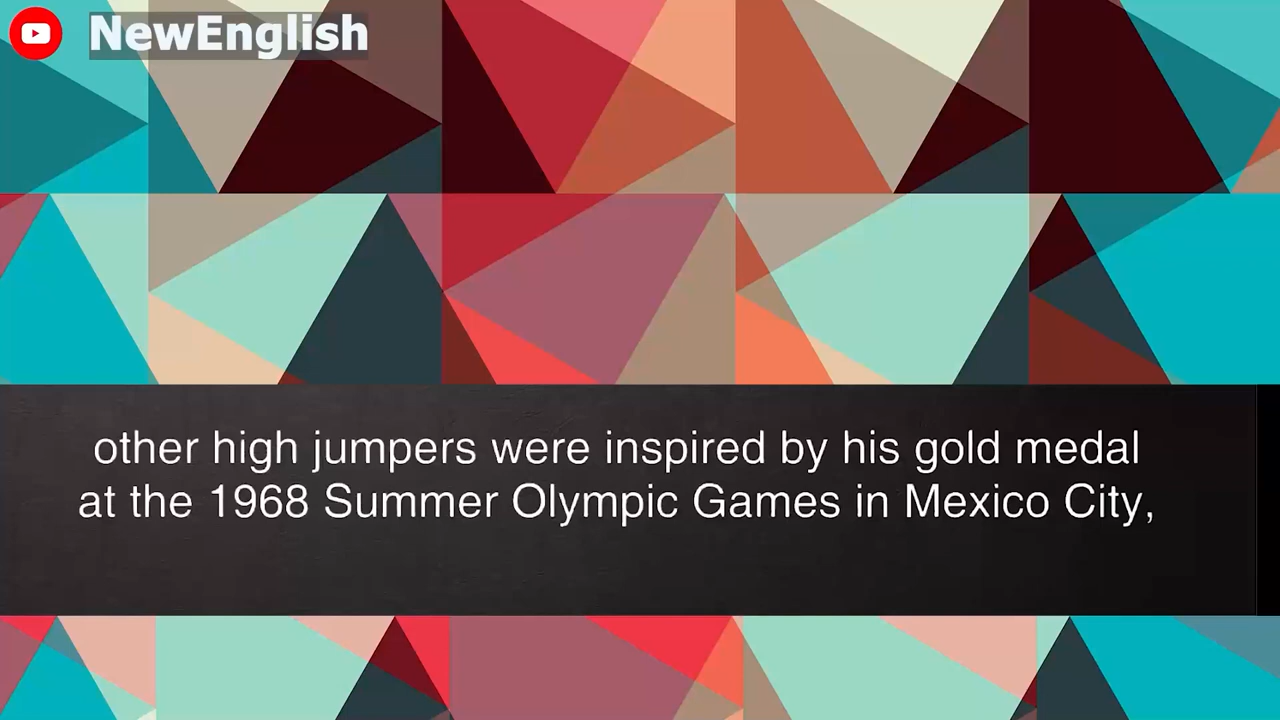 NewEnglish
other high jumpers were inspired by his gold medal
at the 1968 Summer Olympic Games in Mexico City,